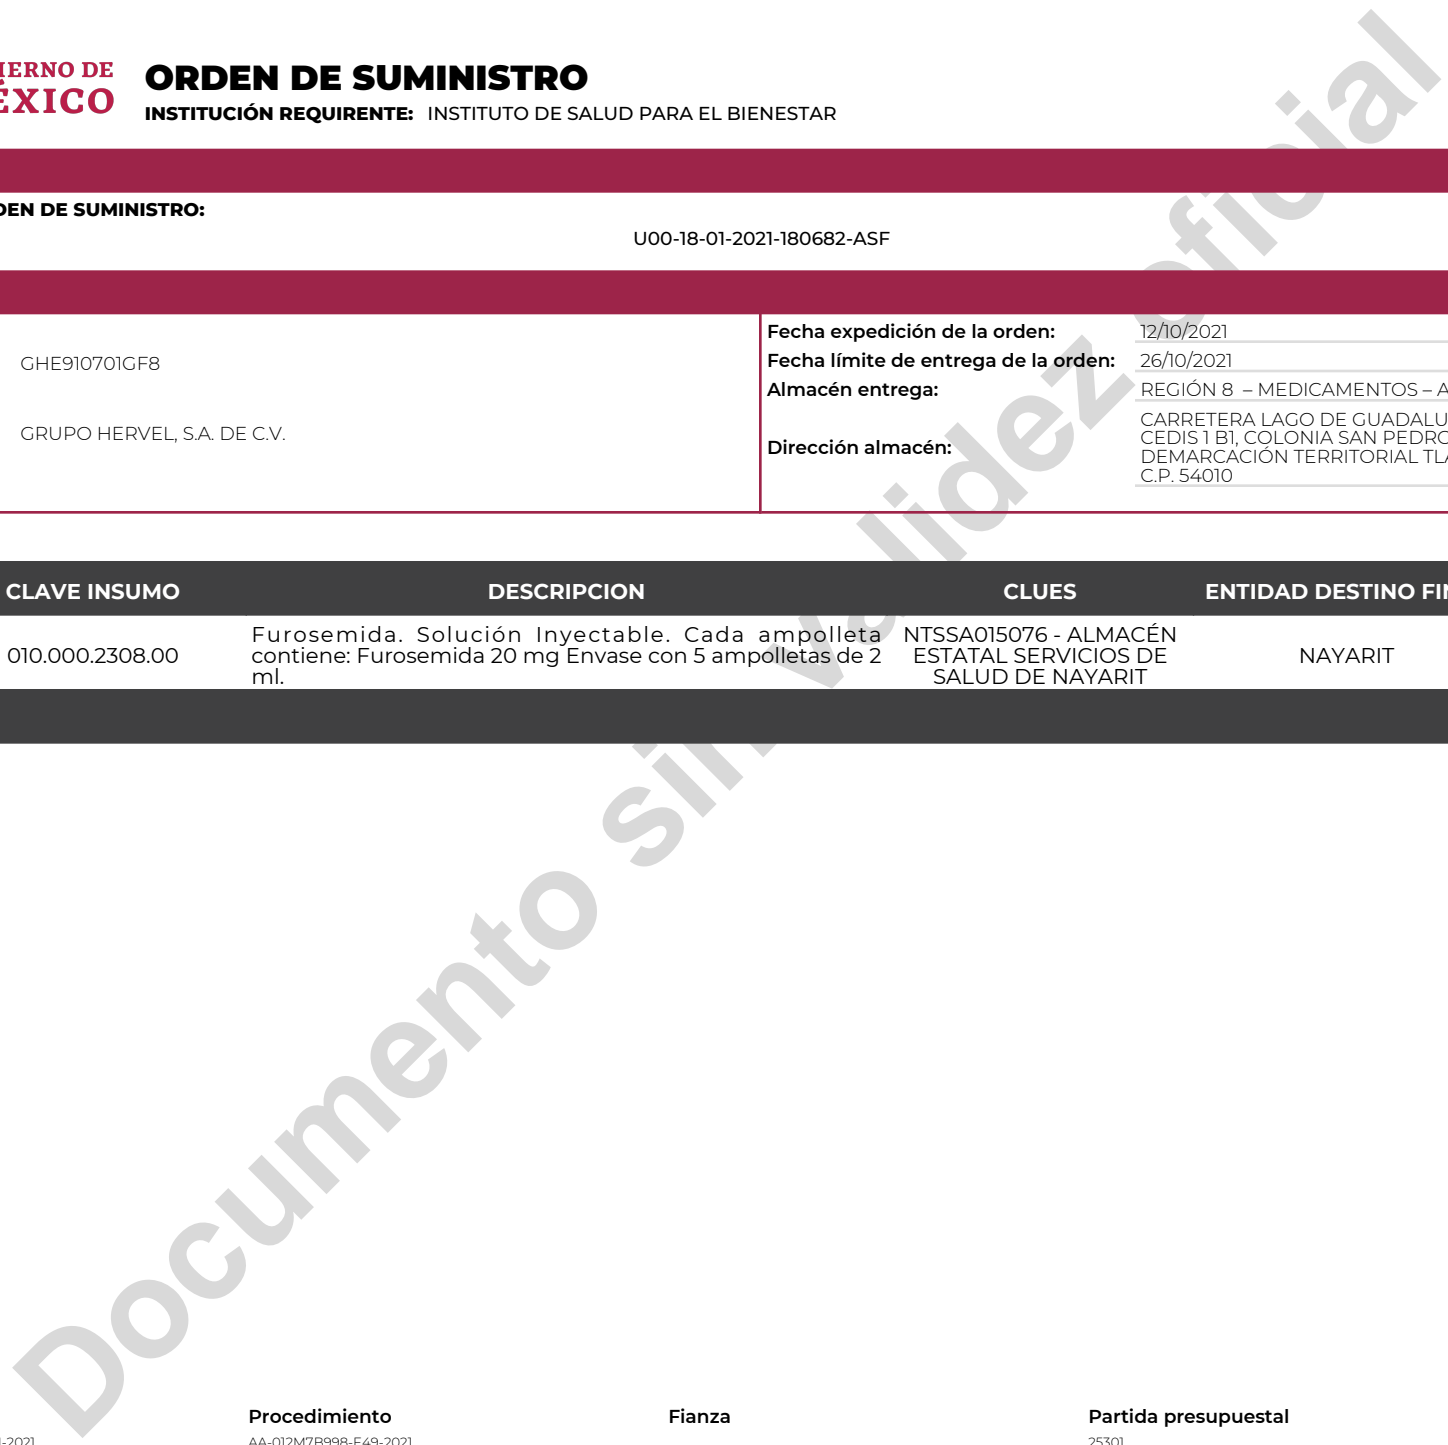 ORDEN DE SUMINISTRO
INSTITUCIÓN REQUIRENTE: INSTITUTO DE SALUD PARA EL BIENESTAR
DE
ÉXICO
DE SUMINISTRO:
U00-18-01-2021-180682-ASF
GHE910701GF8
GRUPO HERVEL, S.A. DE C.V.
Fecha expedición de la orden: 12/10/2021
Fecha límite de entrega de la orden: 26/10/2021
Almacén entrega: REGIÓN 8 – MEDICAMENTOS – A
Dirección almacén:
CARRETERA LAGO DE GUADALU
CEDIS 1 B1, COLONIA SAN PEDRO
DEMARCACIÓN TERRITORIAL TLA
C.P. 54010
CLAVE INSUMO DESCRIPCION CLUES ENTIDAD DESTINO FIN
010.000.2308.00
Furosemida. Solución Inyectable. Cada ampolleta
contiene: Furosemida 20 mg Envase con 5 ampolletas de 2
ml.
NTSSA015076 - ALMACÉN
ESTATAL SERVICIOS DE
SALUD DE NAYARIT
NAYARIT
Documento sin validez oficial
Procedimiento Fianza Partida presupuestal
-2021 AA-012M7B998-E49-2021 25301